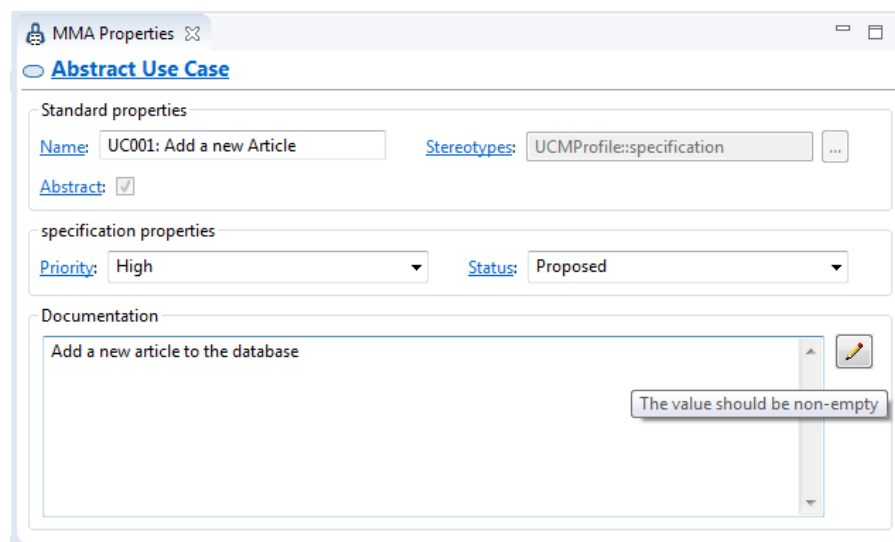 MMA Properties
Abstract Use Case
Standard properties
Name: UC001: Add a new Article Stereotypes: UCMProfile::specification ...
Abstract:
specification properties
Priority: High Status: Proposed
Documentation
Add a new article to the database
The value should be non-empty